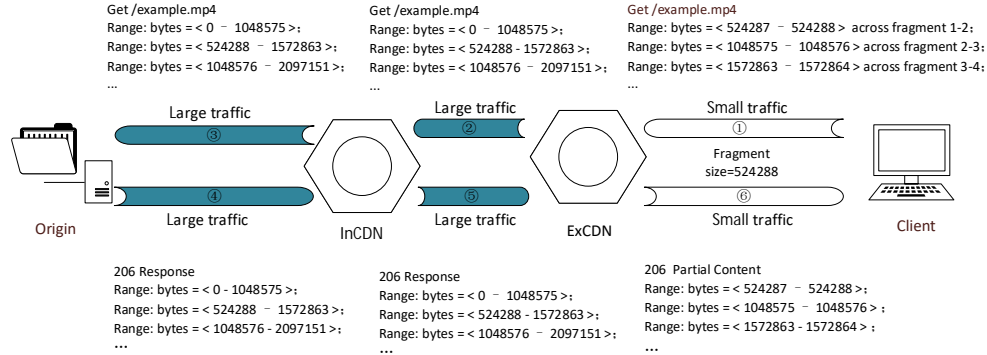 Get /example.mp4
Range: bytes = < 0 – 1048575 >;
Range: bytes = < 524288 – 1572863 >;
Range: bytes = < 1048576 – 2097151 >;
...
Get /example.mp4
Range: bytes = < 0 – 1048575 >;
Range: bytes = < 524288 - 1572863 >;
Range: bytes = < 1048576 – 2097151 >;
...
Get /example.mp4
Range: bytes = < 524287 – 524288 > across fragment 1-2;
Range: bytes = < 1048575 – 1048576 > across fragment 2-3;
Range: bytes = < 1572863 – 1572864 > across fragment 3-4;
...
Large traffic
Large traffic
Small traffic
③
②
①
Fragment
size=524288
④
⑤
⑥
Large traffic
Large traffic
Small traffic
Origin
InCDN
ExCDN
Client
206 Response
Range: bytes = < 0 - 1048575 >;
Range: bytes = < 524288 – 1572863 >;
Range: bytes = < 1048576 - 2097151 >;
...
206 Response
Range: bytes = < 0 – 1048575 >;
Range: bytes = < 524288 - 1572863 >;
Range: bytes = < 1048576 – 2097151 >;
...
206 Partial Content
Range: bytes = < 524287 – 524288 >;
Range: bytes = < 1048575 – 1048576 >;
Range: bytes = < 1572863 - 1572864 >;
...